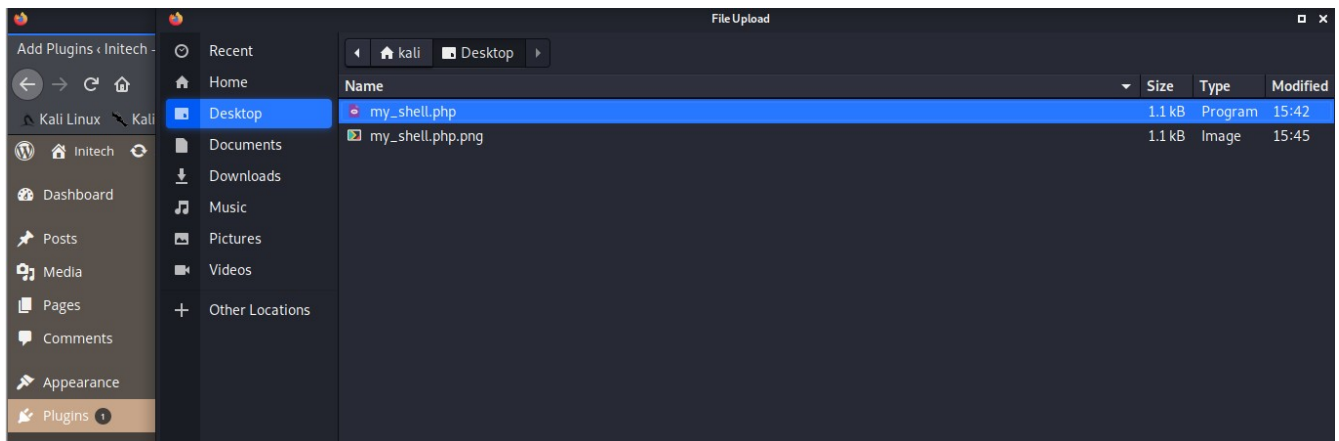 File Upload
Add Plugins ‹ Initech -
Kali Linux Kali
Initech
Dashboard
Posts
Media
Pages
Comments
Appearance
Plugins 1
Recent
Home
Desktop
Documents
Downloads
Music
Pictures
Videos
Other Locations
kali Desktop
Name Size Type Modified
my_shell.php 1.1 kB Program 15:42
my_shell.php.png 1.1 kB Image 15:45